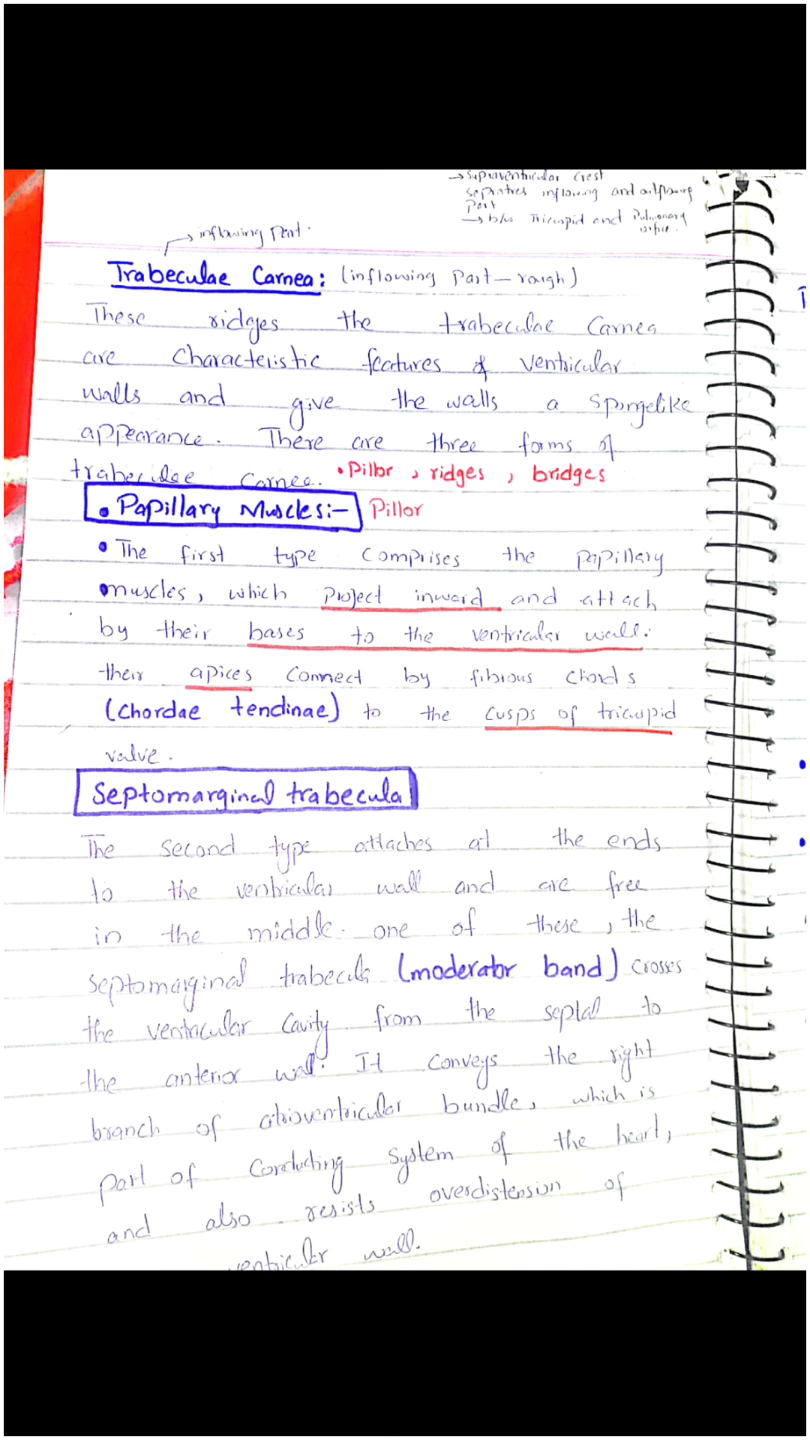 → Supraventricular Crest
Seprates inflowing and outflowing
Part
→ b/w Tricuspid and Pulmonary
orifice.
→ inflowing Part.
Trabeculae Carnea: (inflowing Part – rough)
These ridges the trabeculae Carnea
are Characteristic features of ventricular
walls and give the walls a Spongelike
appearance. There are three forms of
trabeculae Carnea. • Pillar, ridges, bridges
• Papillary Muscles:- Pillor
• The first type comprises the papillary
muscles, which project inward and attach
by their bases to the ventricular wall.
their apices connect by fibrous chords
(Chordae tendinae) to the cusps of tricuspid
valve.
Septomarginal trabecula
The second type attaches at the ends
to the ventricular wall and are free
in the middle. one of these, the
septomarginal trabecula (moderator band) crosses
the ventricular cavity from the septal to
the anterior wall. It conveys the right
branch of atrioventricular bundle, which is
part of Conducting system of the heart,
and also resists overdistension of
ventricular wall.